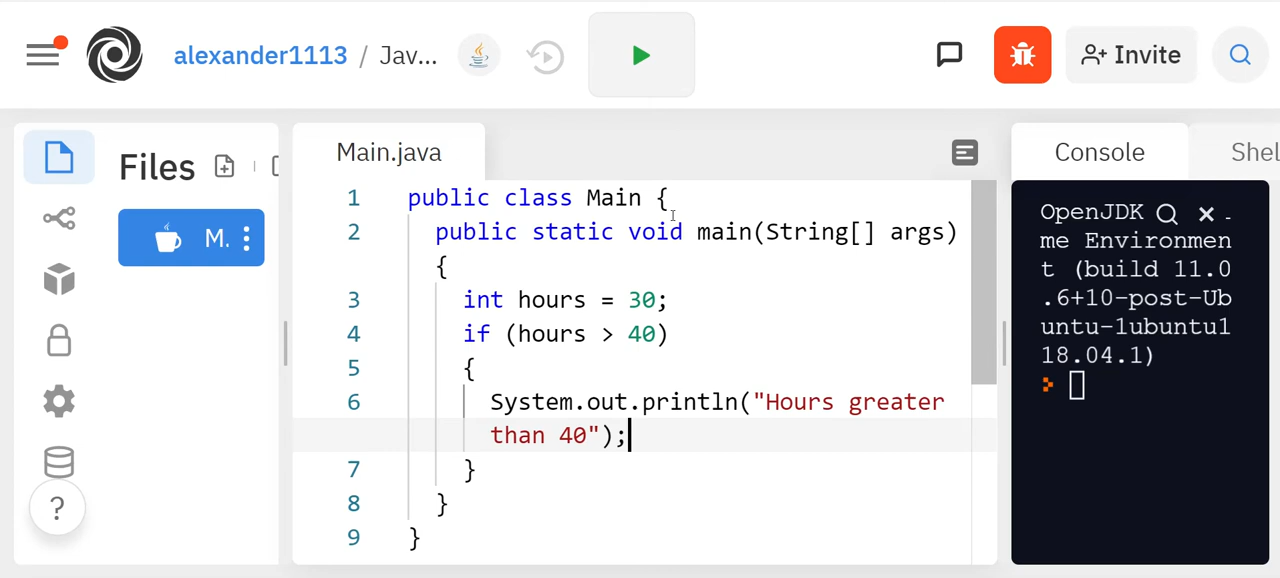 alexander1113 / Jav...
Invite
Files
M.
?
Main.java
1 public class Main {
2 public static void main(String[] args)
{
3 int hours = 30;
4 if (hours > 40)
5 {
6 System.out.println("Hours greater
than 40");
7 }
8 }
9 }
Console
Shel
OpenJDK
me Environmen
t (build 11.0
.6+10-post-Ub
untu-1ubuntu1
18.04.1)